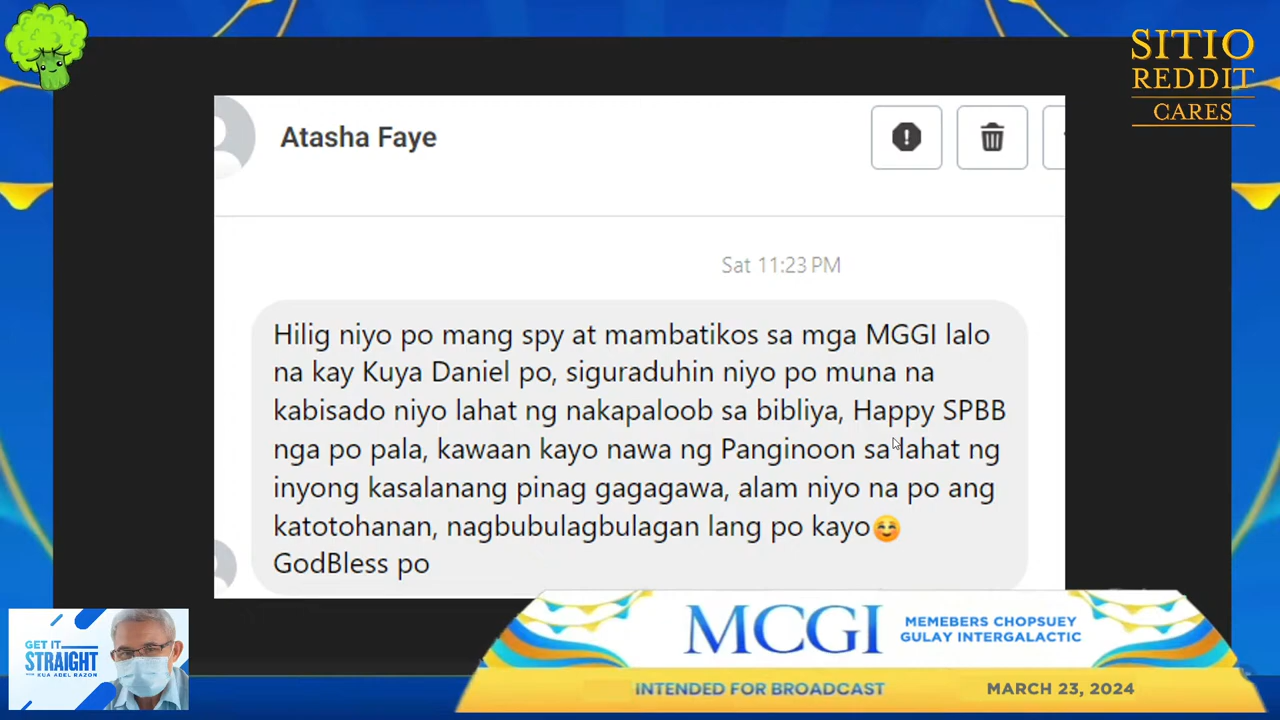 SITIO
REDDIT
CARES
Atasha Faye
Sat 11:23 PM
Hilig niyo po mang spy at mambatikos sa mga MGGI lalo
na kay Kuya Daniel po, siguraduhin niyo po muna na
kabisado niyo lahat ng nakapaloob sa bibliya, Happy SPBB
nga po pala, kawaan kayo nawa ng Panginoon sa lahat ng
inyong kasalanang pinag gagagawa, alam niyo na po ang
katotohanan, nagbubulagbulagan lang po kayo☺️
GodBless po
GET IT
STRAIGHT
WITH KUA ADEL RAZON
MCGI
MEMEBERS CHOPSUEY
GULAY INTERGALACTIC
INTENDED FOR BROADCAST
MARCH 23, 2024